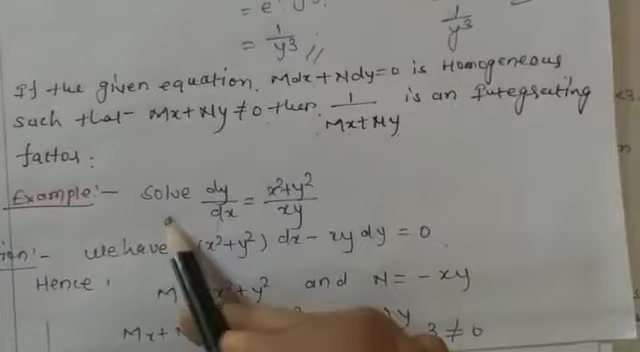 = e
= 1/y³ //
1/y³
If the given equation. Mdx + Ndy = 0 is Homogeneous
such that Mx + Ny ≠ 0 then. 1/(Mx + Ny) is an Integrating
factor.
Example:- Solve dy/dx = (x² + y²)/xy
we have (x² + y²) dx - xy dy = 0
Hence, M x² + y² and N = - xy
Mx + ≠ 0